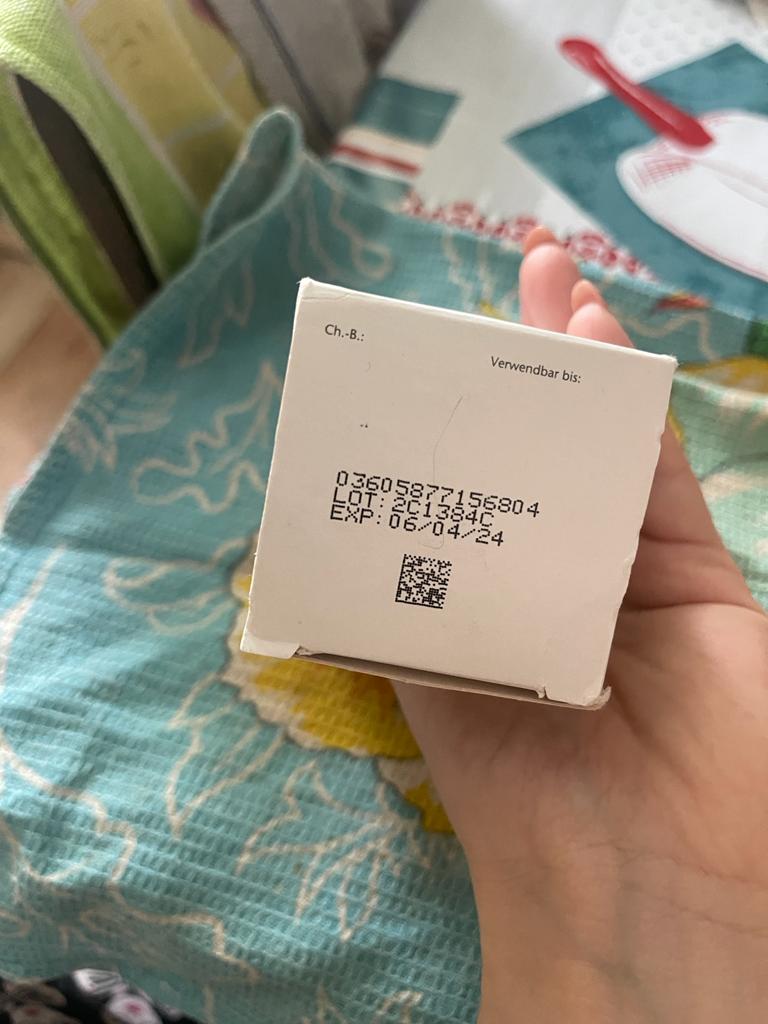 Ch.-B.:
Verwendbar bis:
03605877156804
LOT: 2C1384C
EXP: 06/04/24